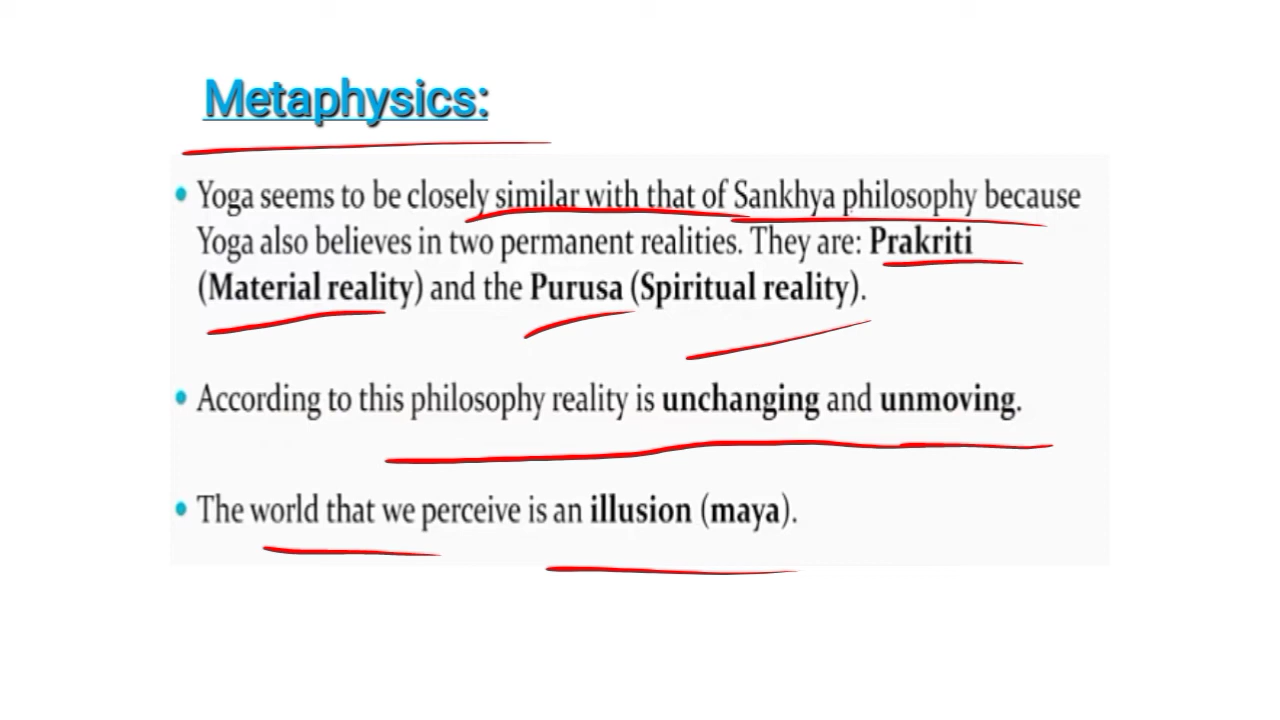 Metaphysics:
• Yoga seems to be closely similar with that of Sankhya philosophy because
Yoga also believes in two permanent realities. They are: Prakriti
(Material reality) and the Purusa (Spiritual reality).
• According to this philosophy reality is unchanging and unmoving.
• The world that we perceive is an illusion (maya).